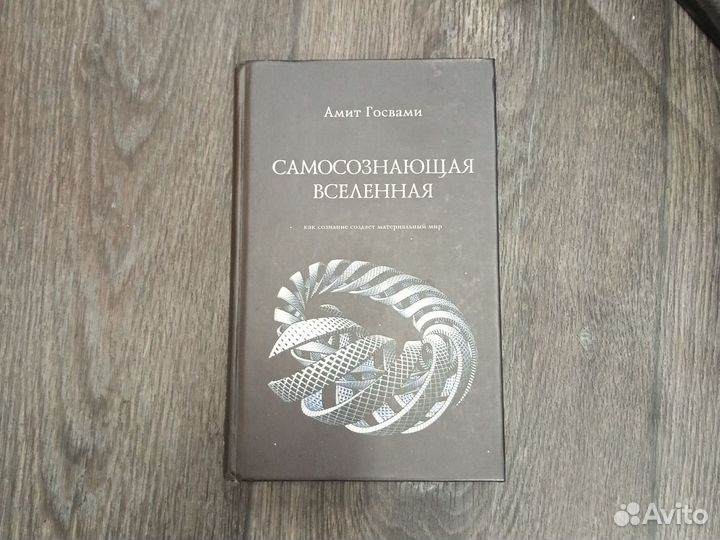 Амит Госвами
САМОСОЗНАЮЩАЯ
ВСЕЛЕННАЯ
как сознание создает материальный мир
Avito